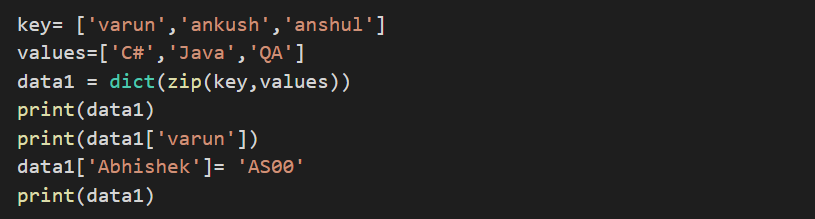 key= ['varun','ankush','anshul']
values=['C#','Java','QA']
data1 = dict(zip(key,values))
print(data1)
print(data1['varun'])
data1['Abhishek']= 'AS00'
print(data1)